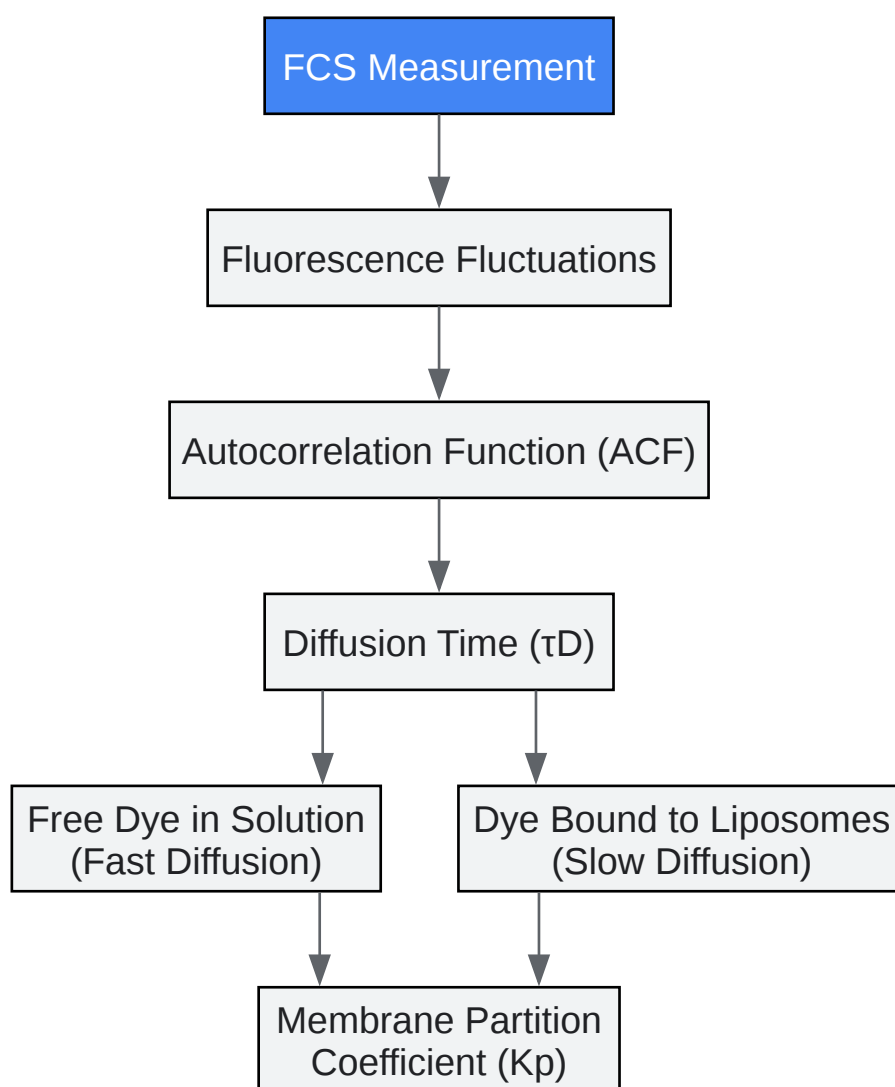 FCS Measurement
Fluorescence Fluctuations
Autocorrelation Function (ACF)
Diffusion Time (τD)
Free Dye in Solution
(Fast Diffusion)
Dye Bound to Liposomes
(Slow Diffusion)
Membrane Partition
Coefficient (Kp)